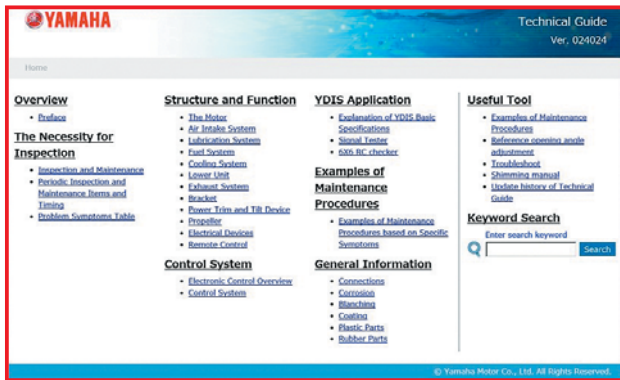 YAMAHA
Technical Guide
Ver. 024024
Home
Overview
• Preface
The Necessity for
Inspection
• Inspection and Maintenance
• Periodic Inspection and
Maintenance Items and
Timing
• Problem Symptoms Table
Structure and Function
• The Motor
• Air Intake System
• Lubrication System
• Fuel System
• Cooling System
• Lower Unit
• Exhaust System
• Bracket
• Power Trim and Tilt Device
• Propeller
• Electrical Devices
• Remote Control
Control System
• Electronic Control Overview
• Control System
YDIS Application
• Explanation of YDIS Basic
Specifications
• Signal Tester
• 6X6 RC checker
Examples of
Maintenance
Procedures
• Examples of Maintenance
Procedures based on Specific
Symptoms
General Information
• Connections
• Corrosion
• Blanching
• Coating
• Plastic Parts
• Rubber Parts
Useful Tool
• Examples of Maintenance
Procedures
• Reference opening angle
adjustment
• Troubleshoot
• Shimming manual
• Update history of Technical
Guide
Keyword Search
Enter search keyword
Search
© Yamaha Motor Co., Ltd. All Rights Reserved.